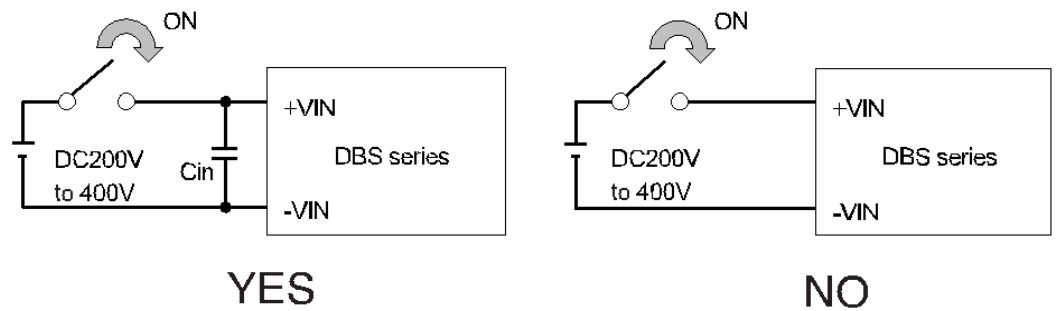 ON
+VIN
DC200V
to 400V
Cin
DBS series
-VIN
YES
ON
+VIN
DC200V
to 400V
DBS series
-VIN
NO